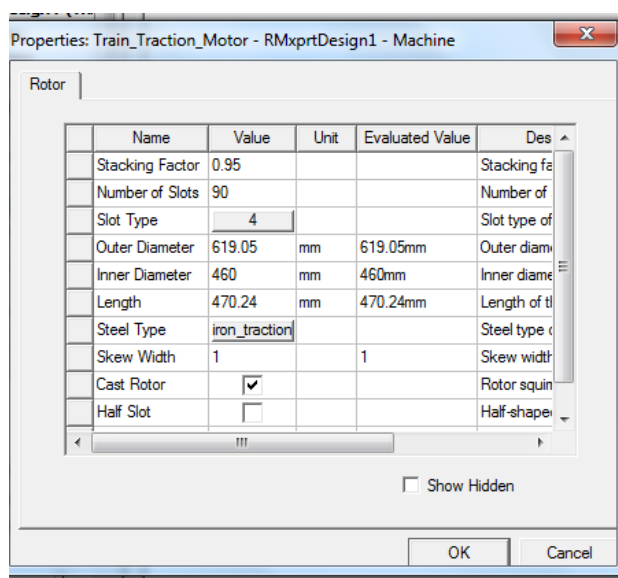 Properties: Train_Traction_Motor - RMxprtDesign1 - Machine
Rotor
Name Value Unit Evaluated Value Des
Stacking Factor 0.95 Stacking fa
Number of Slots 90 Number of
Slot Type 4 Slot type of
Outer Diameter 619.05 mm 619.05mm Outer diam
Inner Diameter 460 mm 460mm Inner diame
Length 470.24 mm 470.24mm Length of t
Steel Type iron_traction Steel type
Skew Width 1 1 Skew width
Cast Rotor Rotor squir
Half Slot Half-shape
Show Hidden
OK Cancel